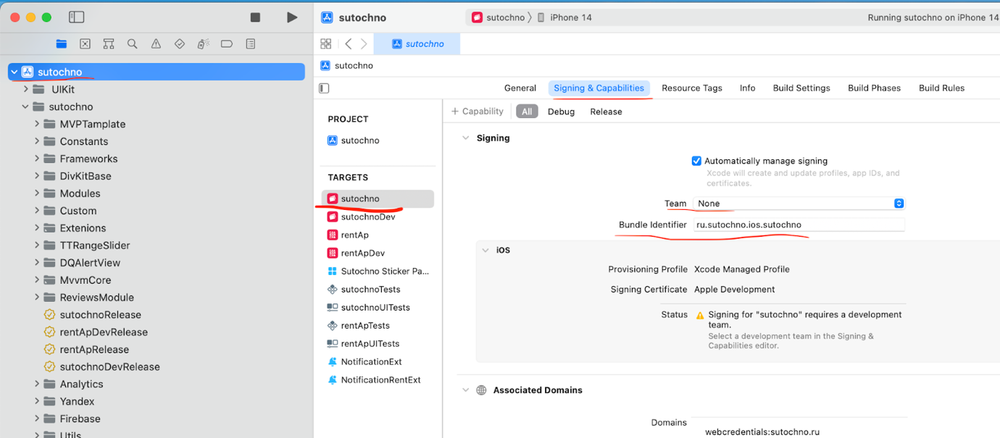 sutochno
sutochno 〉 iPhone 14
Running sutochno on iPhone 14
sutochno
sutochno
sutochno
UIKit
sutochno
MVPTamplate
Constants
Frameworks
DivKitBase
Modules
Custom
Extenions
TTRangeSlider
DQAlertView
MvvmCore
ReviewsModule
sutochnoRelease
rentApDevRelease
rentApRelease
sutochnoDevRelease
Analytics
Yandex
Firebase
Utils
General Signing & Capabilities Resource Tags Info Build Settings Build Phases Build Rules
PROJECT
sutochno
TARGETS
sutochno
sutochnoDev
rentAp
rentApDev
Sutochno Sticker Pa...
sutochnoTests
sutochnoUITests
rentApTests
rentApUITests
NotificationExt
NotificationRentExt
+ Capability All Debug Release
Signing
Automatically manage signing
Xcode will create and update profiles, app IDs, and
certificates.
Team None
Bundle Identifier ru.sutochno.ios.sutochno
iOS
Provisioning Profile Xcode Managed Profile
Signing Certificate Apple Development
Status Signing for "sutochno" requires a development
team.
Select a development team in the Signing &
Capabilities editor.
Associated Domains
Domains
webcredentials:sutochno.ru